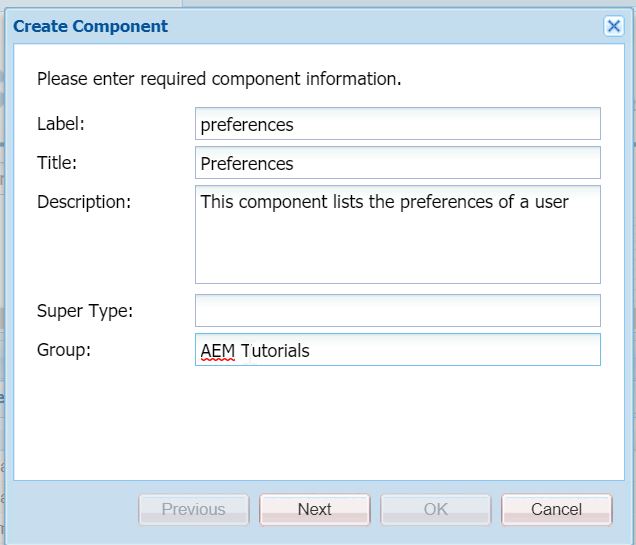 Create Component
Please enter required component information.
Label: preferences
Title: Preferences
Description: This component lists the preferences of a user
Super Type:
Group: AEM Tutorials
Previous Next OK Cancel